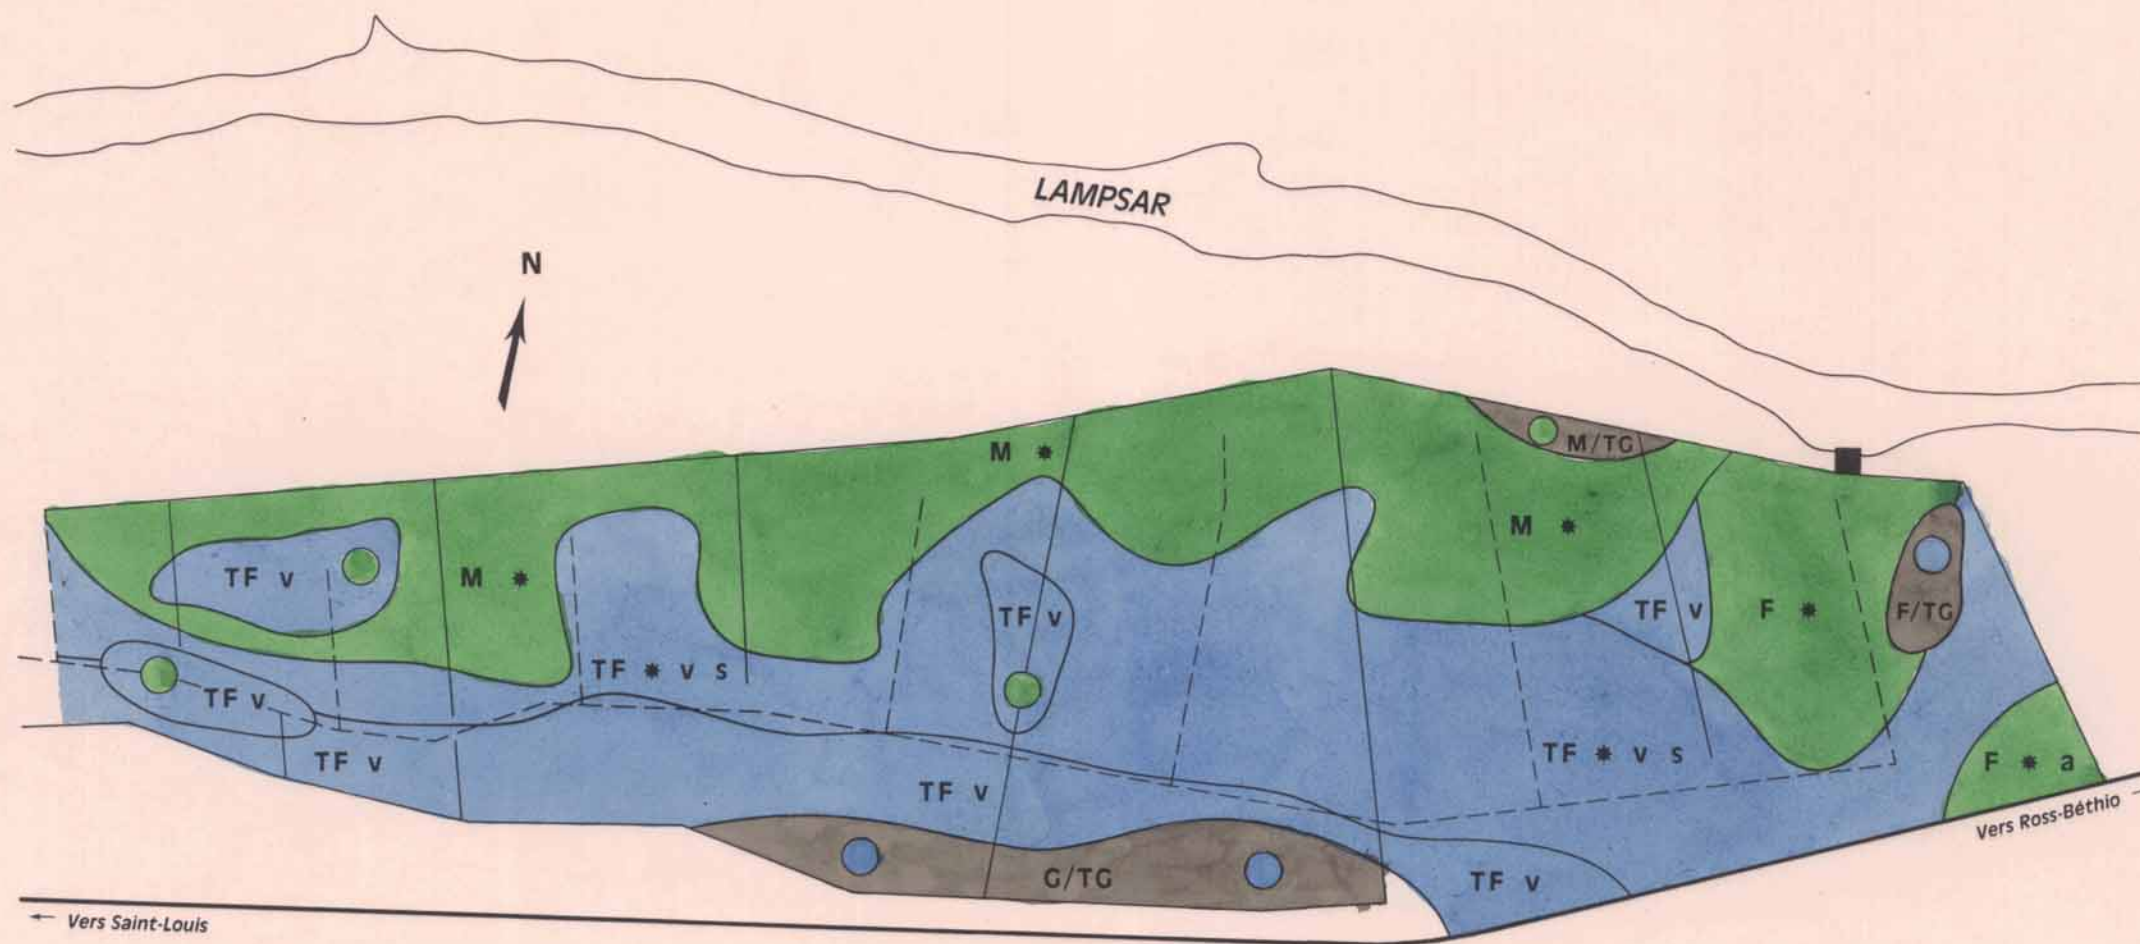 LAMPSAR
N
M *
M/TG
M *
TF v
M *
TF v
TF v
F *
F/TG
TF * v s
TF v
TF v
TF * v s
TF v
F * a
G/TG
TF v
Vers Ross-Béthio
← Vers Saint-Louis